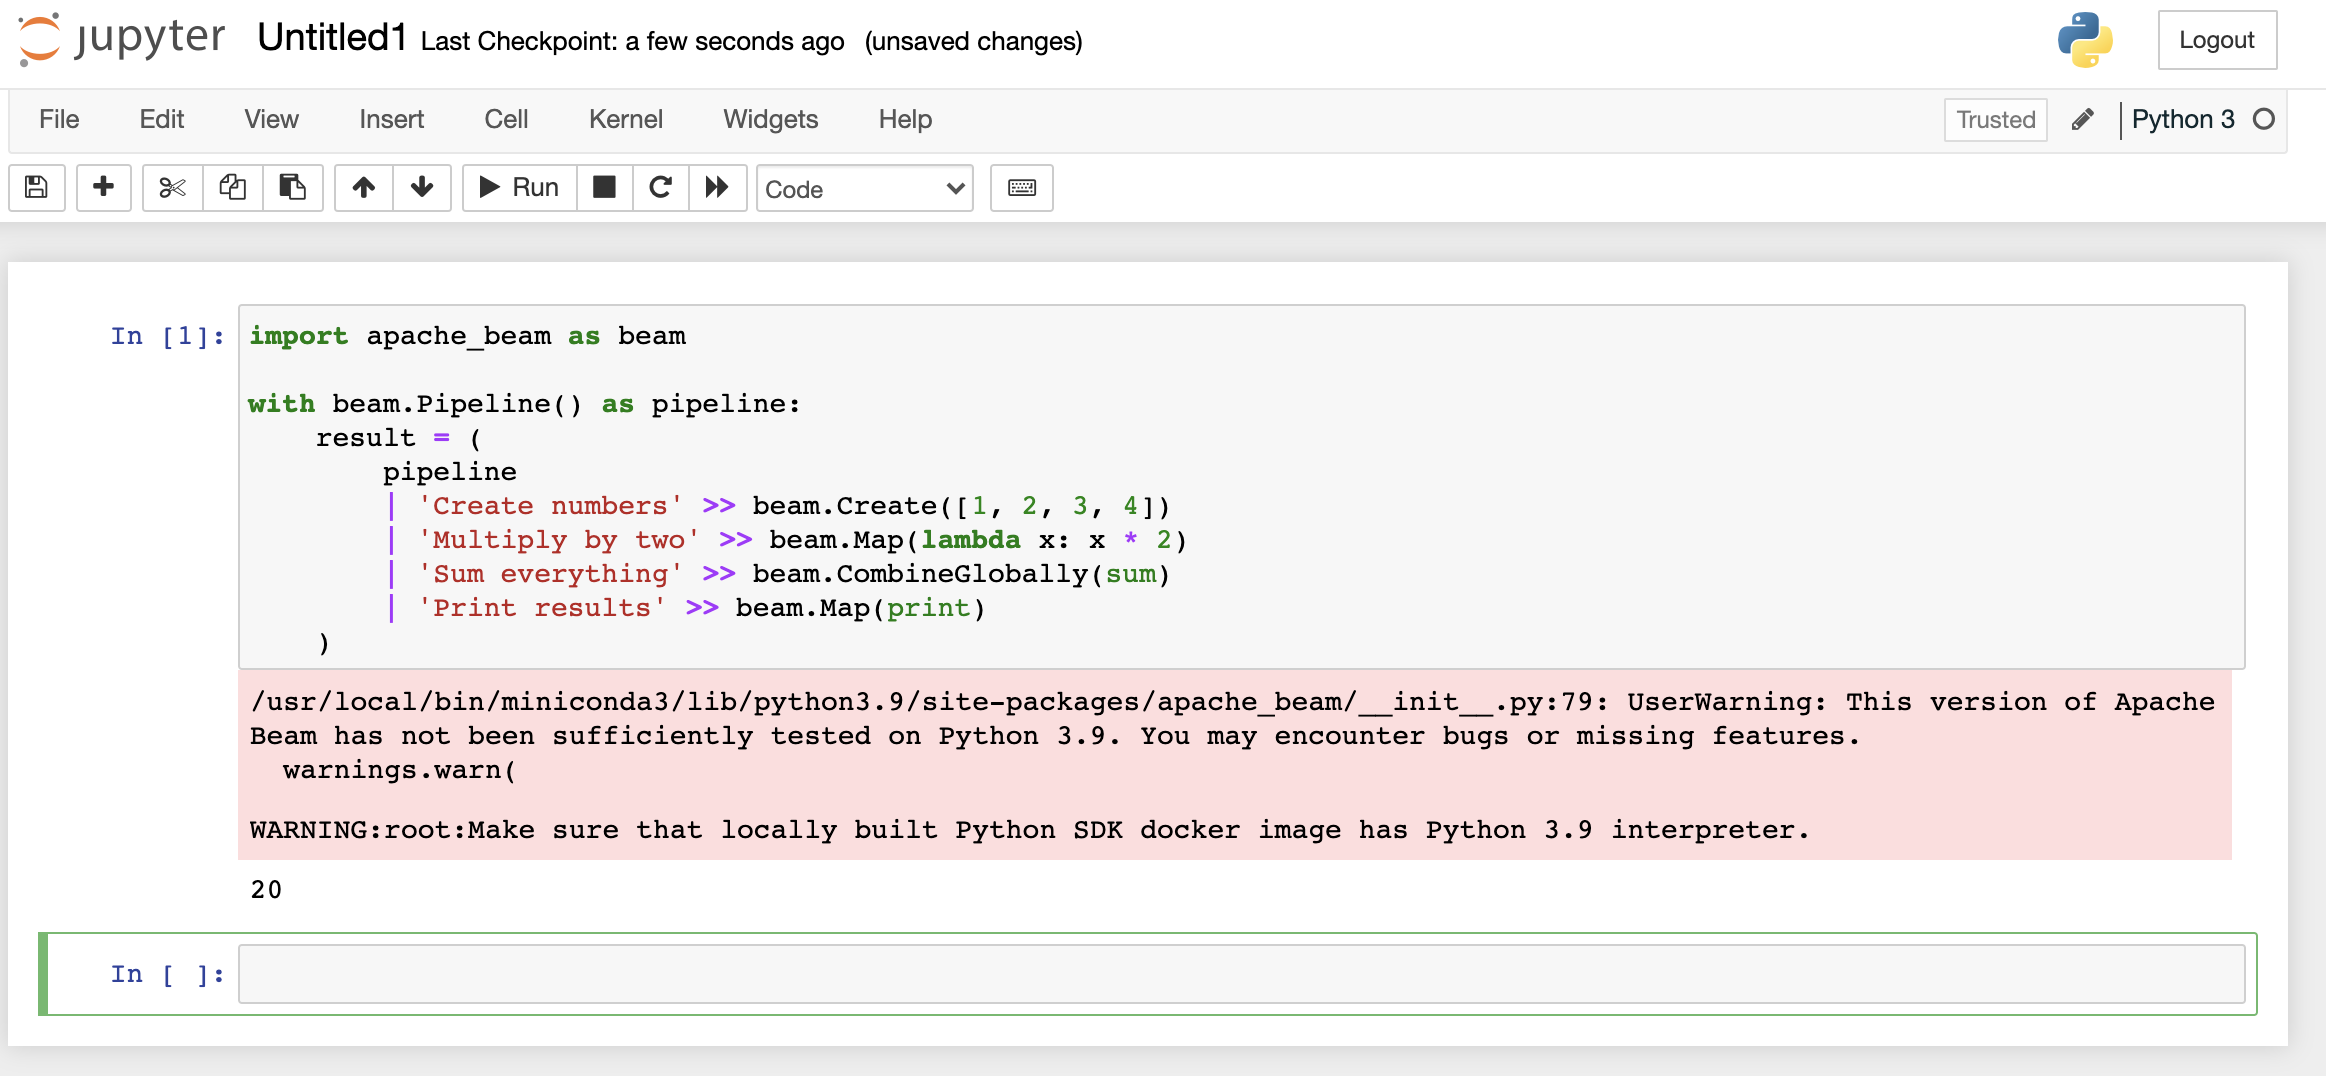 jupyter Untitled1 Last Checkpoint: a few seconds ago (unsaved changes) Logout
File Edit View Insert Cell Kernel Widgets Help Trusted Python 3
Run Code
In [1]: import apache_beam as beam
with beam.Pipeline() as pipeline:
    result = (
        pipeline
        | 'Create numbers' >> beam.Create([1, 2, 3, 4])
        | 'Multiply by two' >> beam.Map(lambda x: x * 2)
        | 'Sum everything' >> beam.CombineGlobally(sum)
        | 'Print results' >> beam.Map(print)
    )
/usr/local/bin/miniconda3/lib/python3.9/site-packages/apache_beam/__init__.py:79: UserWarning: This version of Apache
Beam has not been sufficiently tested on Python 3.9. You may encounter bugs or missing features.
  warnings.warn(
WARNING:root:Make sure that locally built Python SDK docker image has Python 3.9 interpreter.
20
In [ ]: